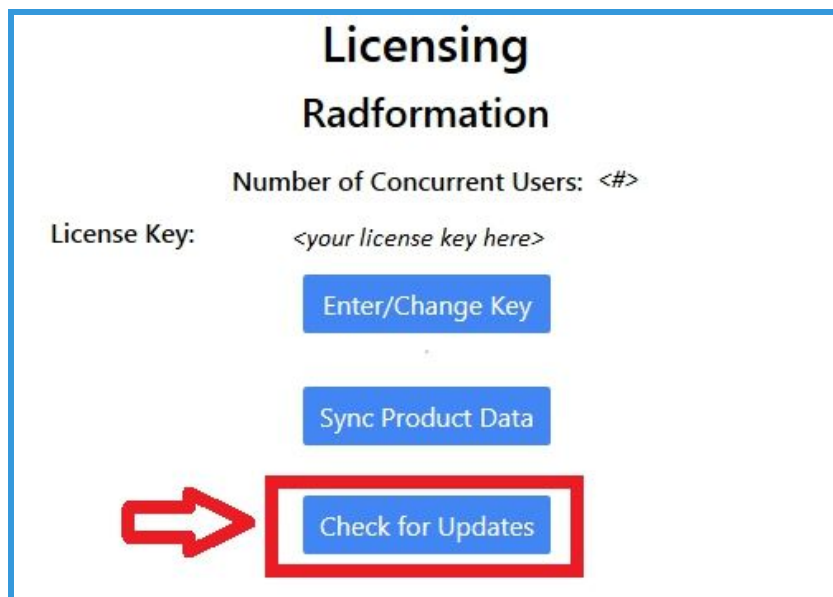 Licensing
Radformation
Number of Concurrent Users: <#>
License Key: <your license key here>
Enter/Change Key
Sync Product Data
Check for Updates